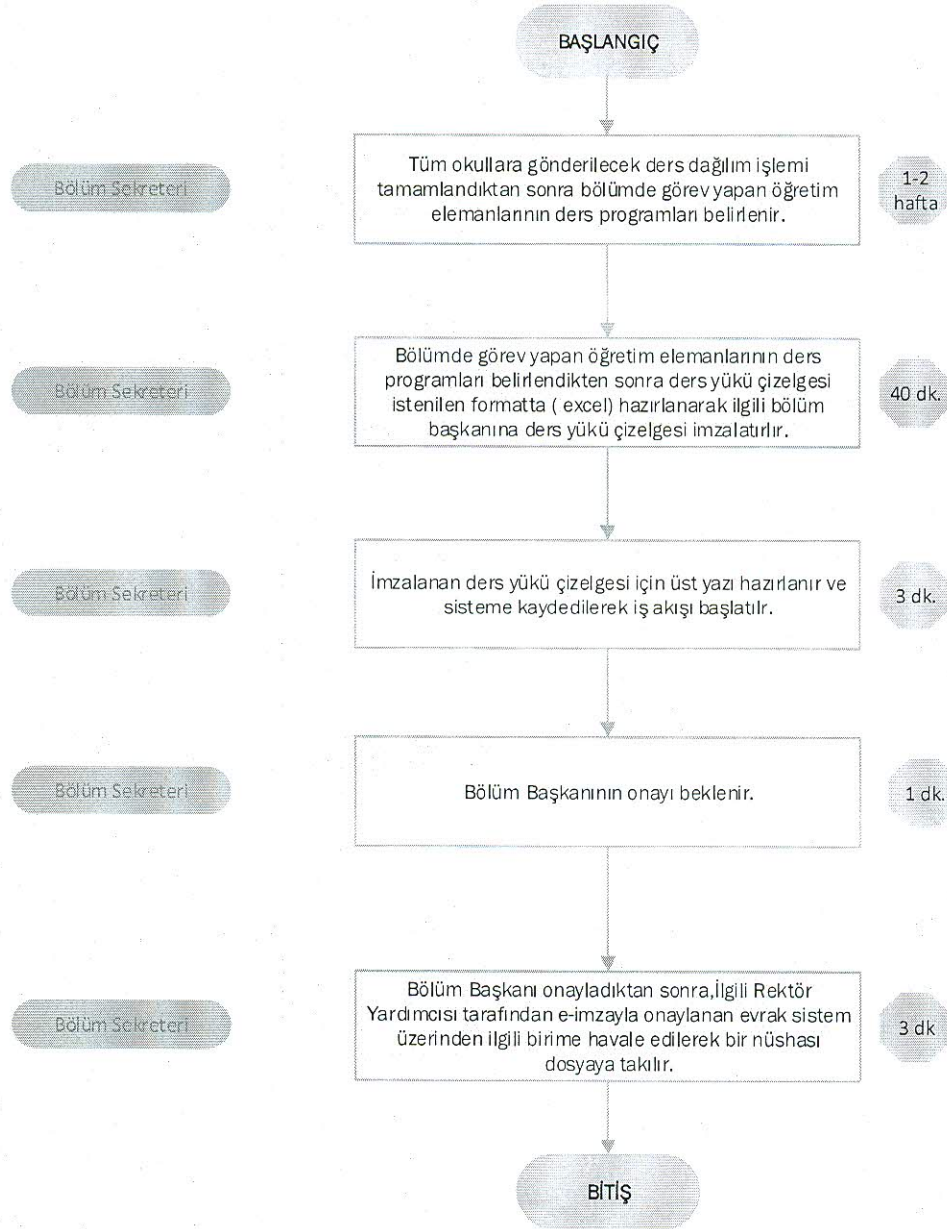 BAŞLANGIÇ
Bölüm Sekreteri
Tüm okullara gönderilecek ders dağılım işlemi
tamamlandıktan sonra bölümde görev yapan öğretim
elemanlarının ders programları belirlenir.
1-2
hafta
Bölüm Sekreteri
Bölümde görev yapan öğretim elemanlarının ders
programları belirlendikten sonra ders yükü çizelgesi
istenilen formatta ( excel) hazırlanarak ilgili bölüm
başkanına ders yükü çizelgesi imzalatırlır.
40 dk.
Bölüm Sekreteri
İmzalanan ders yükü çizelgesi için üst yazı hazırlanır ve
sisteme kaydedilerek iş akışı başlatılr.
3 dk.
Bölüm Sekreteri
Bölüm Başkanının onayı beklenir.
1 dk.
Bölüm Sekreteri
Bölüm Başkanı onayladıktan sonra,İlgili Rektör
Yardımcısı tarafından e-imzayla onaylanan evrak sistem
üzerinden ilgili birime havale edilerek bir nüshası
dosyaya takılır.
3 dk
BİTİŞ